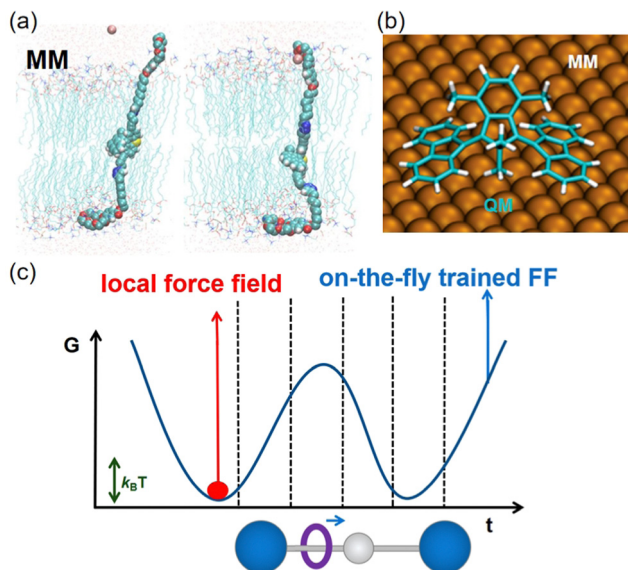 (a)
MM
(b)
MM
QM
(c)
local force field
on-the-fly trained FF
G
kBT
t